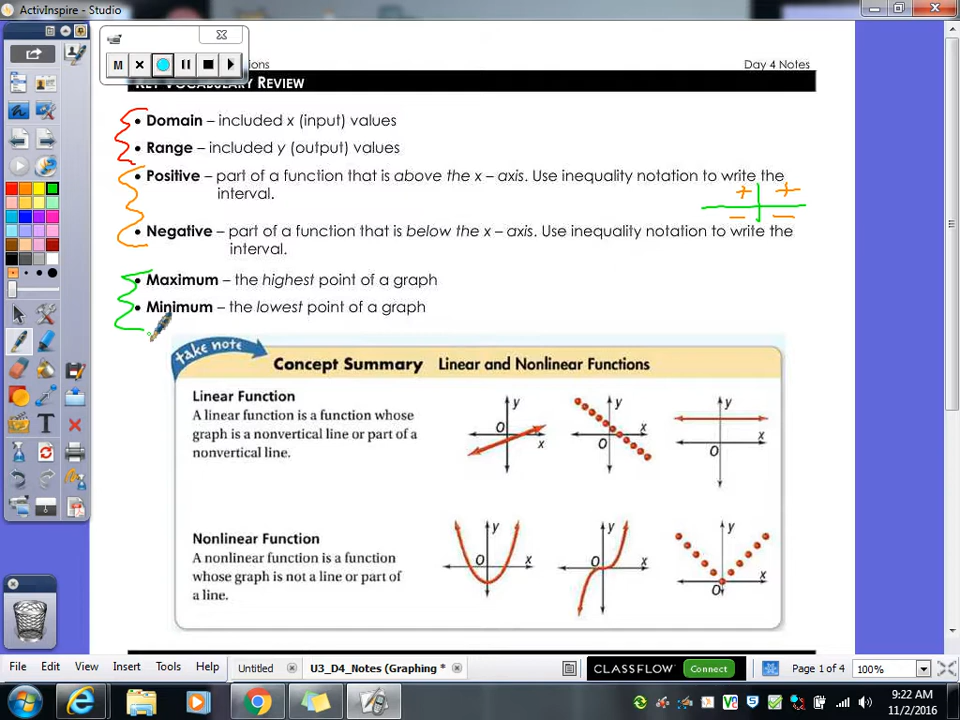 ActivInspire - Studio
M
Day 4 Notes
KEY VOCABULARY REVIEW
• Domain – included x (input) values
• Range – included y (output) values
• Positive – part of a function that is above the x – axis. Use inequality notation to write the
interval.
+ +
– –
• Negative – part of a function that is below the x – axis. Use inequality notation to write the
interval.
• Maximum – the highest point of a graph
• Minimum – the lowest point of a graph
take note
Concept Summary Linear and Nonlinear Functions
Linear Function
A linear function is a function whose
graph is a nonvertical line or part of a
nonvertical line.
y
O
x
y
x
O
y
x
O
Nonlinear Function
A nonlinear function is a function
whose graph is not a line or part of
a line.
y
O
x
y
O
x
y
x
O
File Edit View Insert Tools Help Untitled U3_D4_Notes (Graphing * CLASSFLOW Connect Page 1 of 4 100%
9:22 AM
11/2/2016